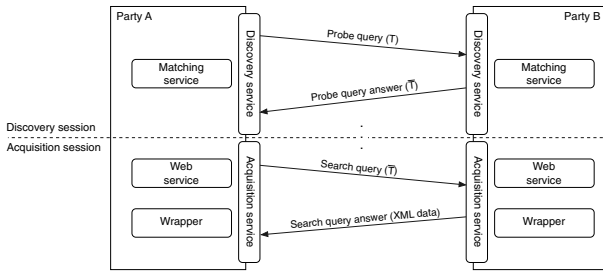 Party A
Party B
Discovery service
Probe query (T)
Discovery service
Matching
service
Matching
service
Probe query answer (T̅)
Discovery session
Acquisition session
Acquisition service
Search query (T̅)
Acquisition service
Web
service
Web
service
Search query answer (XML data)
Wrapper
Wrapper